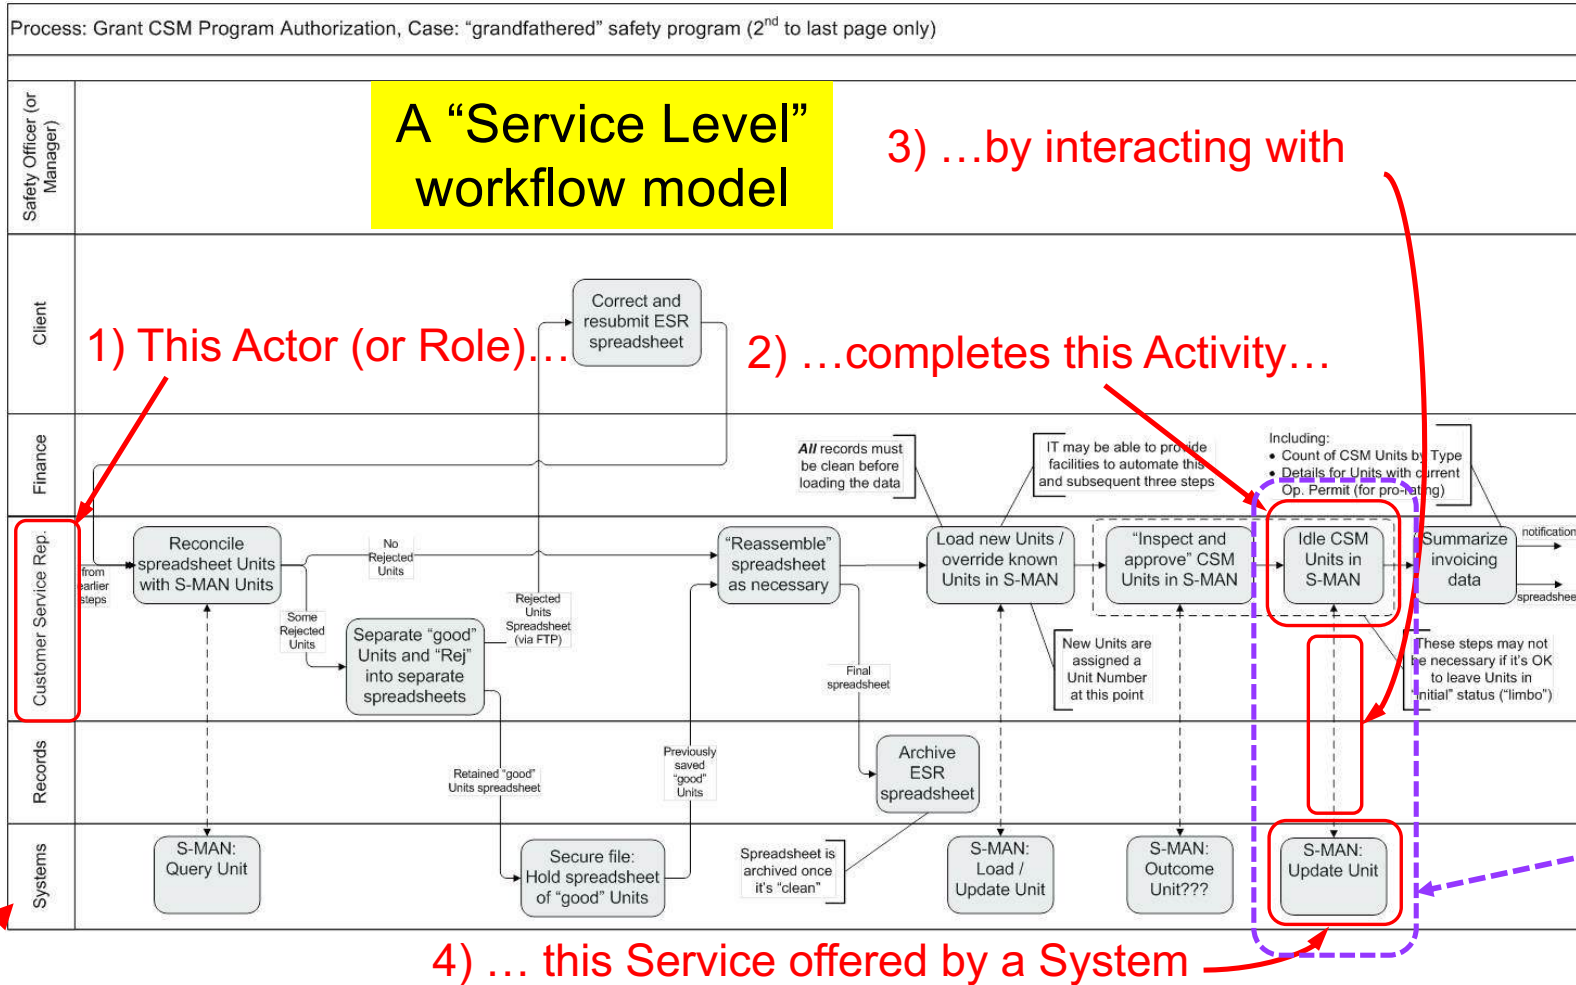 Process: Grant CSM Program Authorization, Case: “grandfathered” safety program (2nd to last page only)
A “Service Level”
workflow model
3) …by interacting with
Safety Officer (or
Manager)
Client
Correct and
resubmit ESR
spreadsheet
1) This Actor (or Role)…
2) …completes this Activity…
Finance
All records must
be clean before
loading the data
IT may be able to provide
facilities to automate this
and subsequent three steps
Including:
• Count of CSM Units by Type
• Details for Units with current
Op. Permit (for pro-rating)
Customer Service Rep.
from
earlier
steps
Reconcile
spreadsheet Units
with S-MAN Units
No
Rejected
Units
Some
Rejected
Units
Separate “good”
Units and “Rej”
into separate
spreadsheets
Rejected
Units
Spreadsheet
(via FTP)
“Reassemble”
spreadsheet
as necessary
Final
spreadsheet
Load new Units /
override known
Units in S-MAN
New Units are
assigned a
Unit Number
at this point
“Inspect and
approve” CSM
Units in S-MAN
Idle CSM
Units in
S-MAN
Summarize
invoicing
data
notification
spreadsheet
These steps may not
be necessary if it’s OK
to leave Units in
“initial” status (“limbo”)
Records
Retained “good”
Units spreadsheet
Previously
saved
“good”
Units
Archive
ESR
spreadsheet
Systems
S-MAN:
Query Unit
Secure file:
Hold spreadsheet
of “good” Units
Spreadsheet is
archived once
it’s “clean”
S-MAN:
Load /
Update Unit
S-MAN:
Outcome
Unit???
S-MAN:
Update Unit
4) … this Service offered by a System